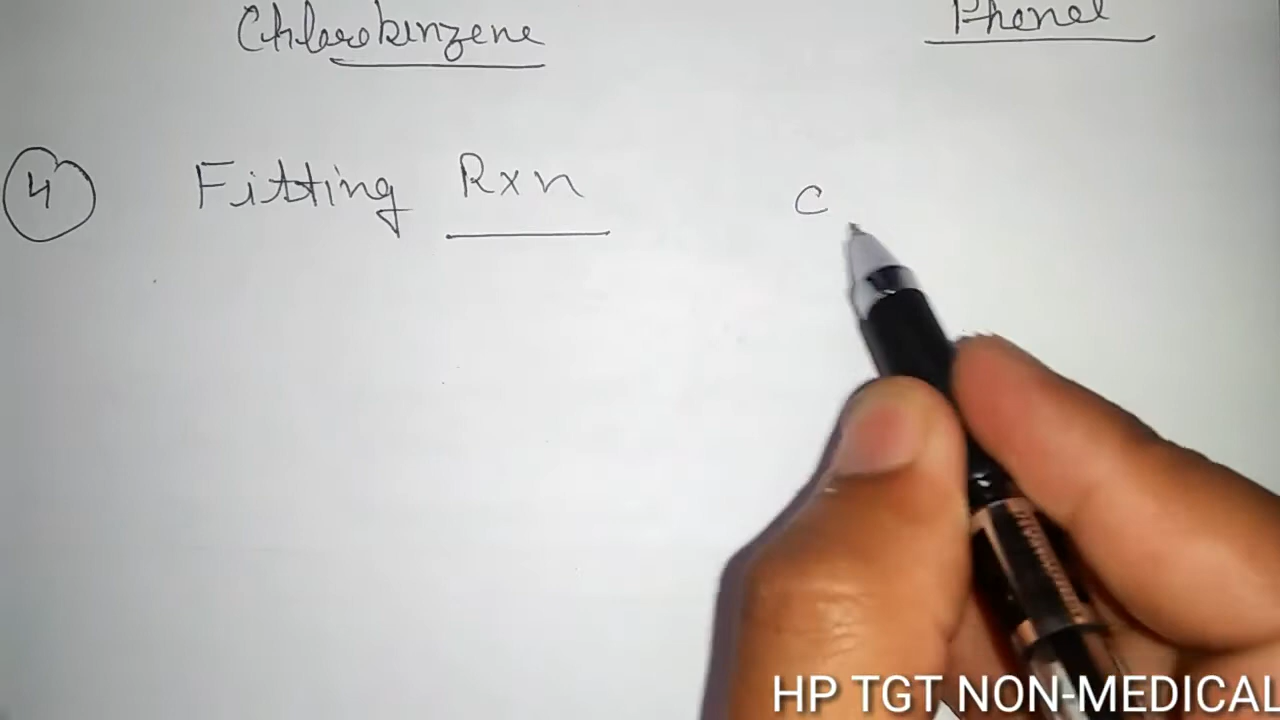 Chlorobenzene Phenol
4 Fitting Rxn C
HP TGT NON-MEDICAL